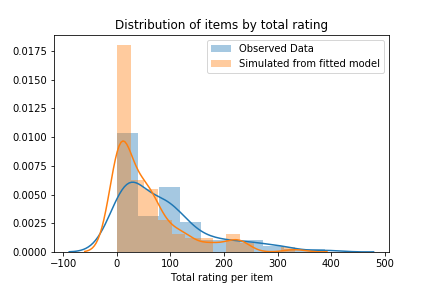 Distribution of items by total rating
Observed Data
Simulated from fitted model
0.0175
0.0150
0.0125
0.0100
0.0075
0.0050
0.0025
0.0000
−100 0 100 200 300 400 500
Total rating per item